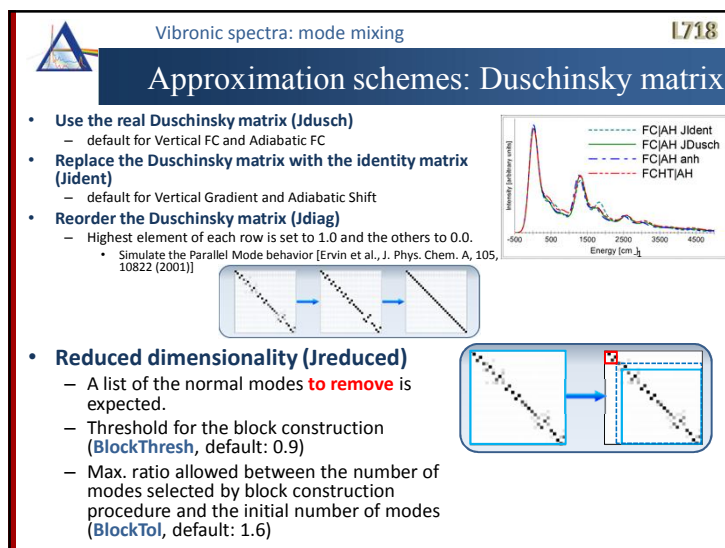 Vibronic spectra: mode mixing
L718
Approximation schemes: Duschinsky matrix
• Use the real Duschinsky matrix (Jdusch)
– default for Vertical FC and Adiabatic FC
• Replace the Duschinsky matrix with the identity matrix
(Jident)
– default for Vertical Gradient and Adiabatic Shift
• Reorder the Duschinsky matrix (Jdiag)
– Highest element of each row is set to 1.0 and the others to 0.0.
• Simulate the Parallel Mode behavior [Ervin et al., J. Phys. Chem. A, 105,
10822 (2001)]
FC|AH JIdent
FC|AH JDusch
FC|AH anh
FCHT|AH
Intensity [arbitrary units]
-500 500 1500 2500 3500 4500
Energy [cm-1
• Reduced dimensionality (Jreduced)
– A list of the normal modes to remove is
expected.
– Threshold for the block construction
(BlockThresh, default: 0.9)
– Max. ratio allowed between the number of
modes selected by block construction
procedure and the initial number of modes
(BlockTol, default: 1.6)